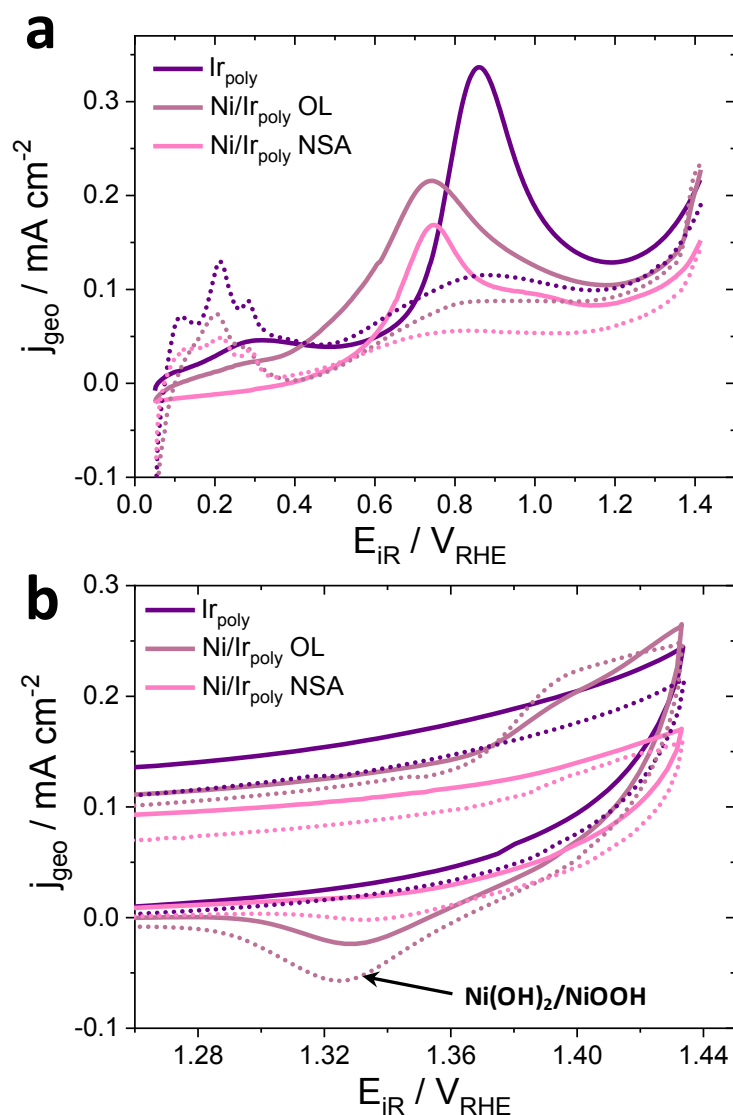 a
Ir_poly
Ni/Ir_poly OL
Ni/Ir_poly NSA
j_geo / mA cm⁻²
0.3
0.2
0.1
0.0
-0.1
0.0 0.2 0.4 0.6 0.8 1.0 1.2 1.4
E_iR / V_RHE
b
Ir_poly
Ni/Ir_poly OL
Ni/Ir_poly NSA
j_geo / mA cm⁻²
0.3
0.2
0.1
0.0
-0.1
Ni(OH)₂/NiOOH
1.28 1.32 1.36 1.40 1.44
E_iR / V_RHE